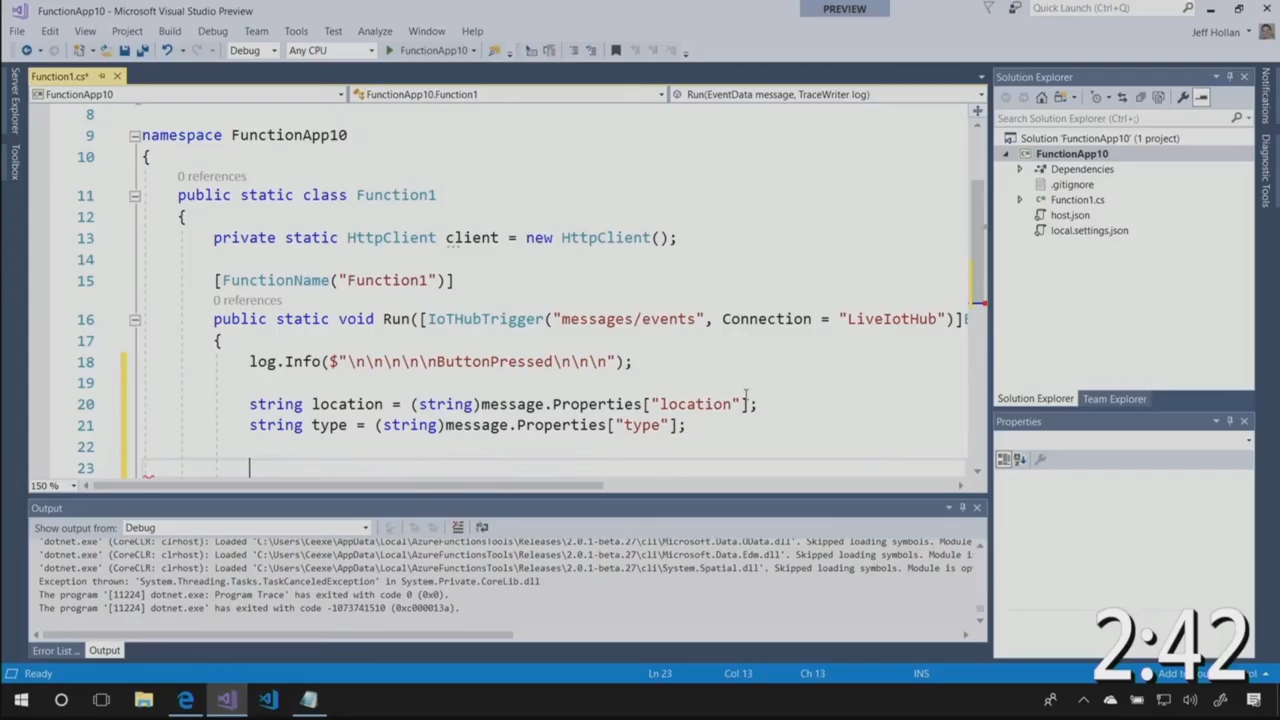 FunctionApp10 - Microsoft Visual Studio Preview
PREVIEW
Quick Launch (Ctrl+Q)
File Edit View Project Build Debug Team Tools Test Analyze Window Help
Jeff Hollan
Debug Any CPU FunctionApp10
Server Explorer
Toolbox
Function1.cs*
FunctionApp10 FunctionApp10.Function1 Run(EventData message, TraceWriter log)
8
9 namespace FunctionApp10
10 {
0 references
11 public static class Function1
12 {
13 private static HttpClient client = new HttpClient();
14
15 [FunctionName("Function1")]
0 references
16 public static void Run([IoTHubTrigger("messages/events", Connection = "LiveIotHub")]E
17 {
18 log.Info($"\n\n\n\n\nButtonPressed\n\n\n");
19
20 string location = (string)message.Properties["location"];
21 string type = (string)message.Properties["type"];
22
23
150 %
Solution Explorer
Search Solution Explorer (Ctrl+;)
Solution 'FunctionApp10' (1 project)
FunctionApp10
Dependencies
.gitignore
Function1.cs
host.json
local.settings.json
Solution Explorer Team Explorer
Properties
Notifications
Diagnostic Tools
Output
Show output from: Debug
'dotnet.exe' (CoreCLR: clrhost): Loaded 'C:\Users\Ceexe\AppData\Local\AzureFunctionsTools\Releases\2.0.1-beta.27\cli\Microsoft.Data.OData.dll'. Skipped loading symbols. Module
'dotnet.exe' (CoreCLR: clrhost): Loaded 'C:\Users\Ceexe\AppData\Local\AzureFunctionsTools\Releases\2.0.1-beta.27\cli\Microsoft.Data.Edm.dll'. Skipped loading symbols. Module is
'dotnet.exe' (CoreCLR: clrhost): Loaded 'C:\Users\Ceexe\AppData\Local\AzureFunctionsTools\Releases\2.0.1-beta.27\cli\System.Spatial.dll'. Skipped loading symbols. Module is op
Exception thrown: 'System.Threading.Tasks.TaskCanceledException' in System.Private.CoreLib.dll
The program '[11224] dotnet.exe: Program Trace' has exited with code 0 (0x0).
The program '[11224] dotnet.exe' has exited with code -1073741510 (0xc000013a).
Error List ... Output
Ready Ln 23 Col 13 Ch 13 INS Add to
2:42